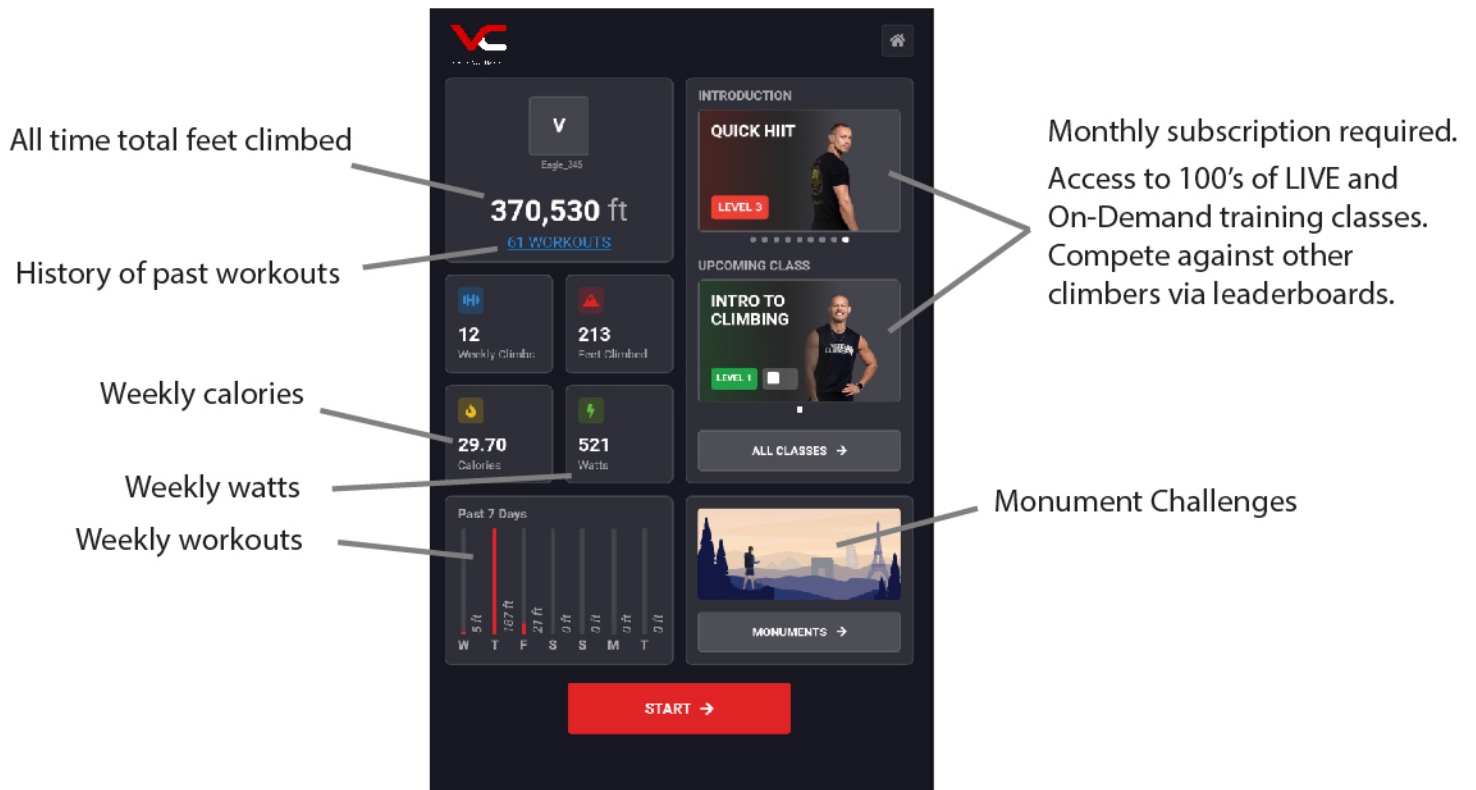 All time total feet climbed
History of past workouts
Weekly calories
Weekly watts
Weekly workouts
VC
V
Eagle_345
370,530 ft
61 WORKOUTS
12
Weekly Climbs
213
Feet Climbed
29.70
Calories
521
Watts
Past 7 Days
5 ft
187 ft
21 ft
0 ft
0 ft
0 ft
0 ft
W T F S S M T
INTRODUCTION
QUICK HIIT
LEVEL 3
UPCOMING CLASS
INTRO TO
CLIMBING
LEVEL 1
ALL CLASSES →
MONUMENTS →
START →
Monthly subscription required.
Access to 100’s of LIVE and
On-Demand training classes.
Compete against other
climbers via leaderboards.
Monument Challenges